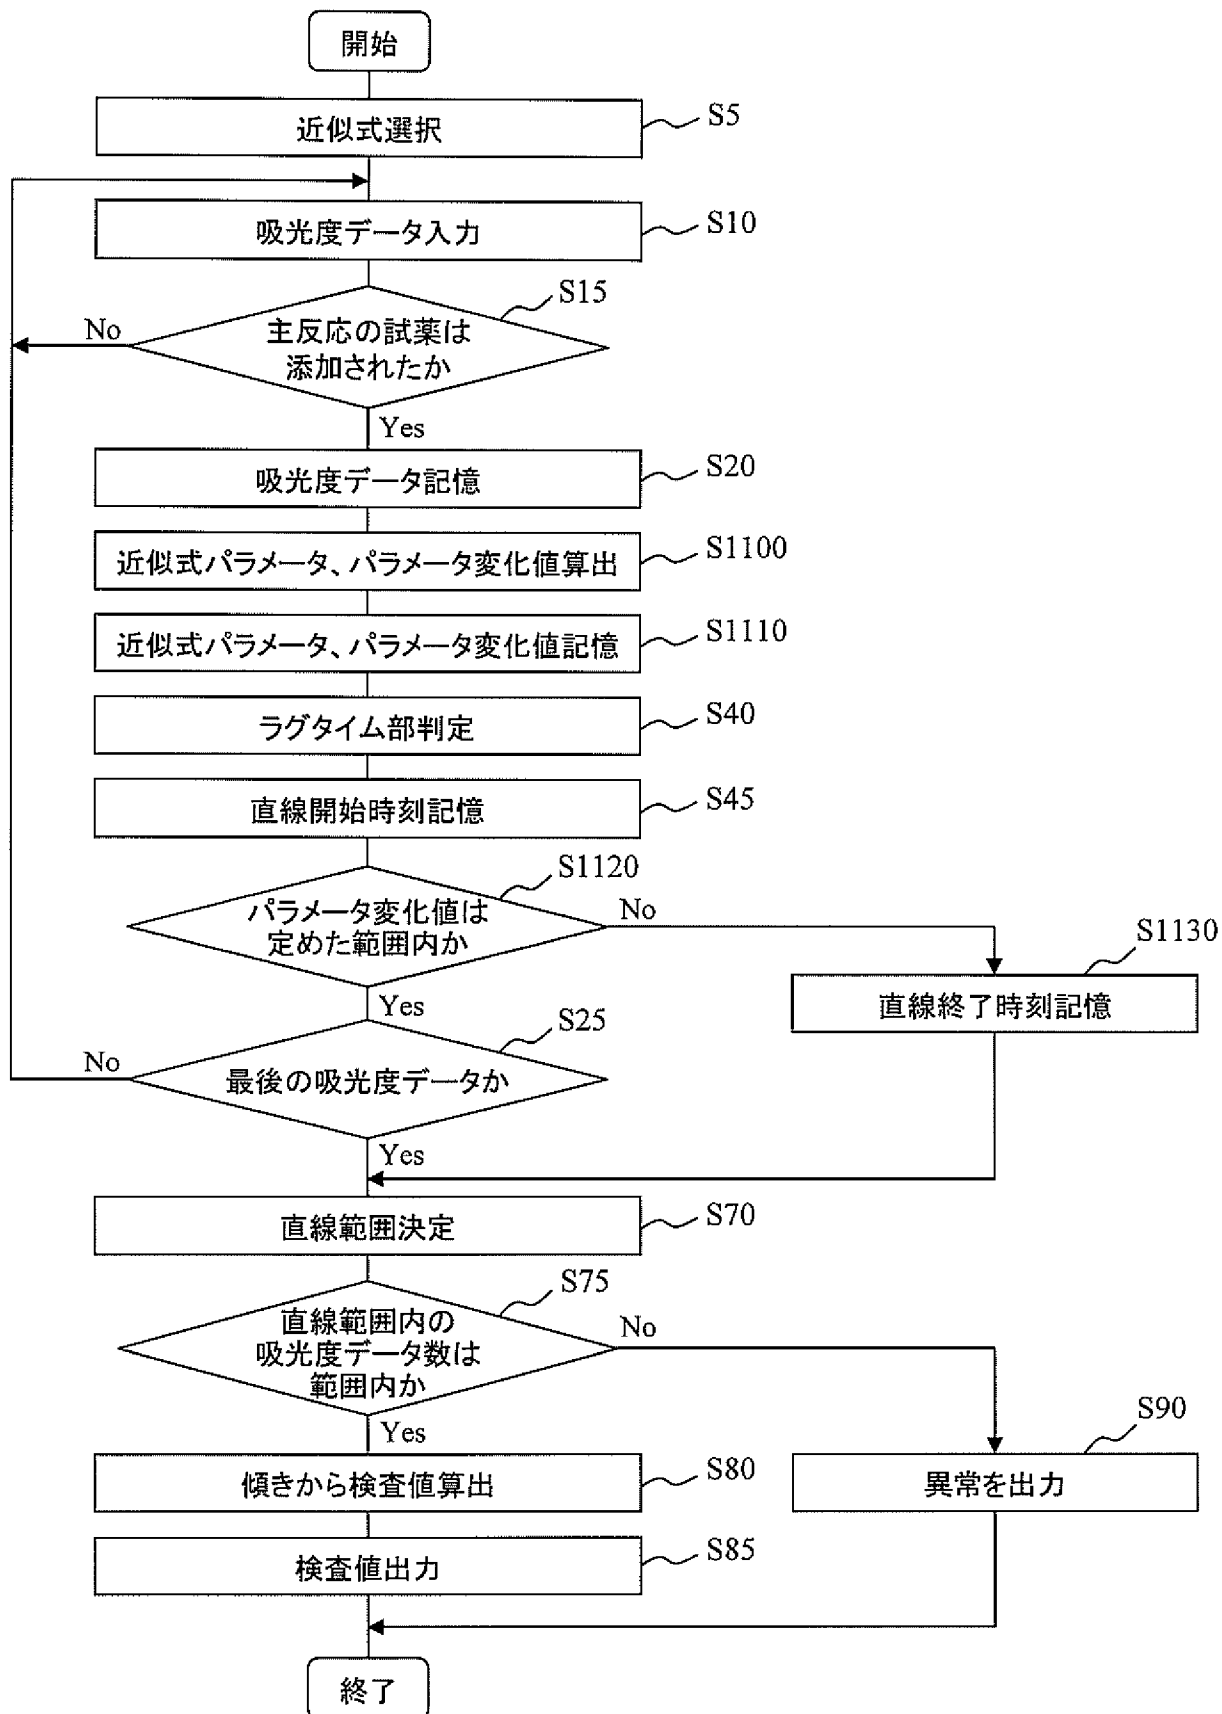 開始
近似式選択
S5
吸光度データ入力
S10
主反応の試薬は
添加されたか
S15
No
Yes
吸光度データ記憶
S20
近似式パラメータ、パラメータ変化値算出
S1100
近似式パラメータ、パラメータ変化値記憶
S1110
ラグタイム部判定
S40
直線開始時刻記憶
S45
パラメータ変化値は
定めた範囲内か
S1120
No
Yes
直線終了時刻記憶
S1130
最後の吸光度データか
S25
No
Yes
直線範囲決定
S70
直線範囲内の
吸光度データ数は
範囲内か
S75
No
Yes
傾きから検査値算出
S80
異常を出力
S90
検査値出力
S85
終了